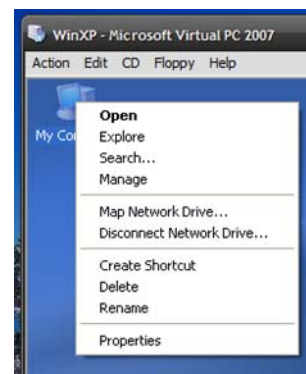 WinXP - Microsoft Virtual PC 2007
Action Edit CD Floppy Help
My Co
Open
Explore
Search...
Manage
Map Network Drive...
Disconnect Network Drive...
Create Shortcut
Delete
Rename
Properties